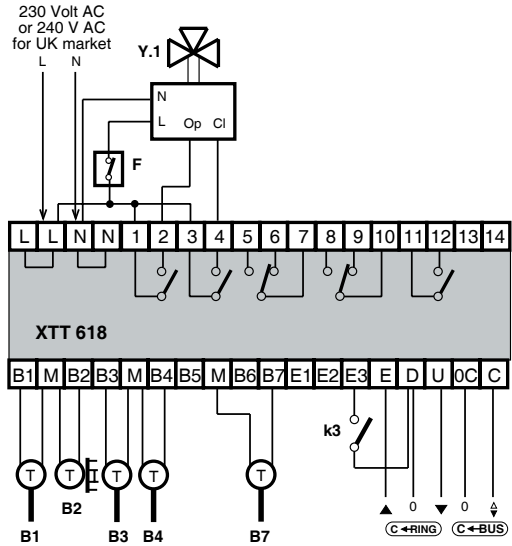 230 Volt AC
or 240 V AC
for UK market
L N
Y.1
N
L Op Cl
F
L L N N 1 2 3 4 5 6 7 8 9 10 11 12 13 14
XTT 618
B1 M B2 B3 M B4 B5 M B6 B7 E1 E2 E3 E D U 0C C
k3
T T T T T
B2
0 0
B1 B3 B4 B7
C RING C BUS